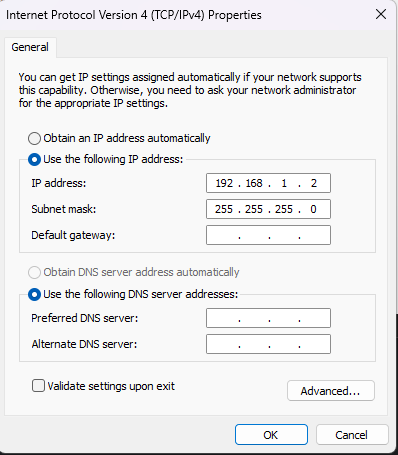 Internet Protocol Version 4 (TCP/IPv4) Properties
General
You can get IP settings assigned automatically if your network supports
this capability. Otherwise, you need to ask your network administrator
for the appropriate IP settings.
Obtain an IP address automatically
Use the following IP address:
IP address: 192 . 168 . 1 . 2
Subnet mask: 255 . 255 . 255 . 0
Default gateway: . . .
Obtain DNS server address automatically
Use the following DNS server addresses:
Preferred DNS server: . . .
Alternate DNS server: . . .
Validate settings upon exit
Advanced...
OK Cancel